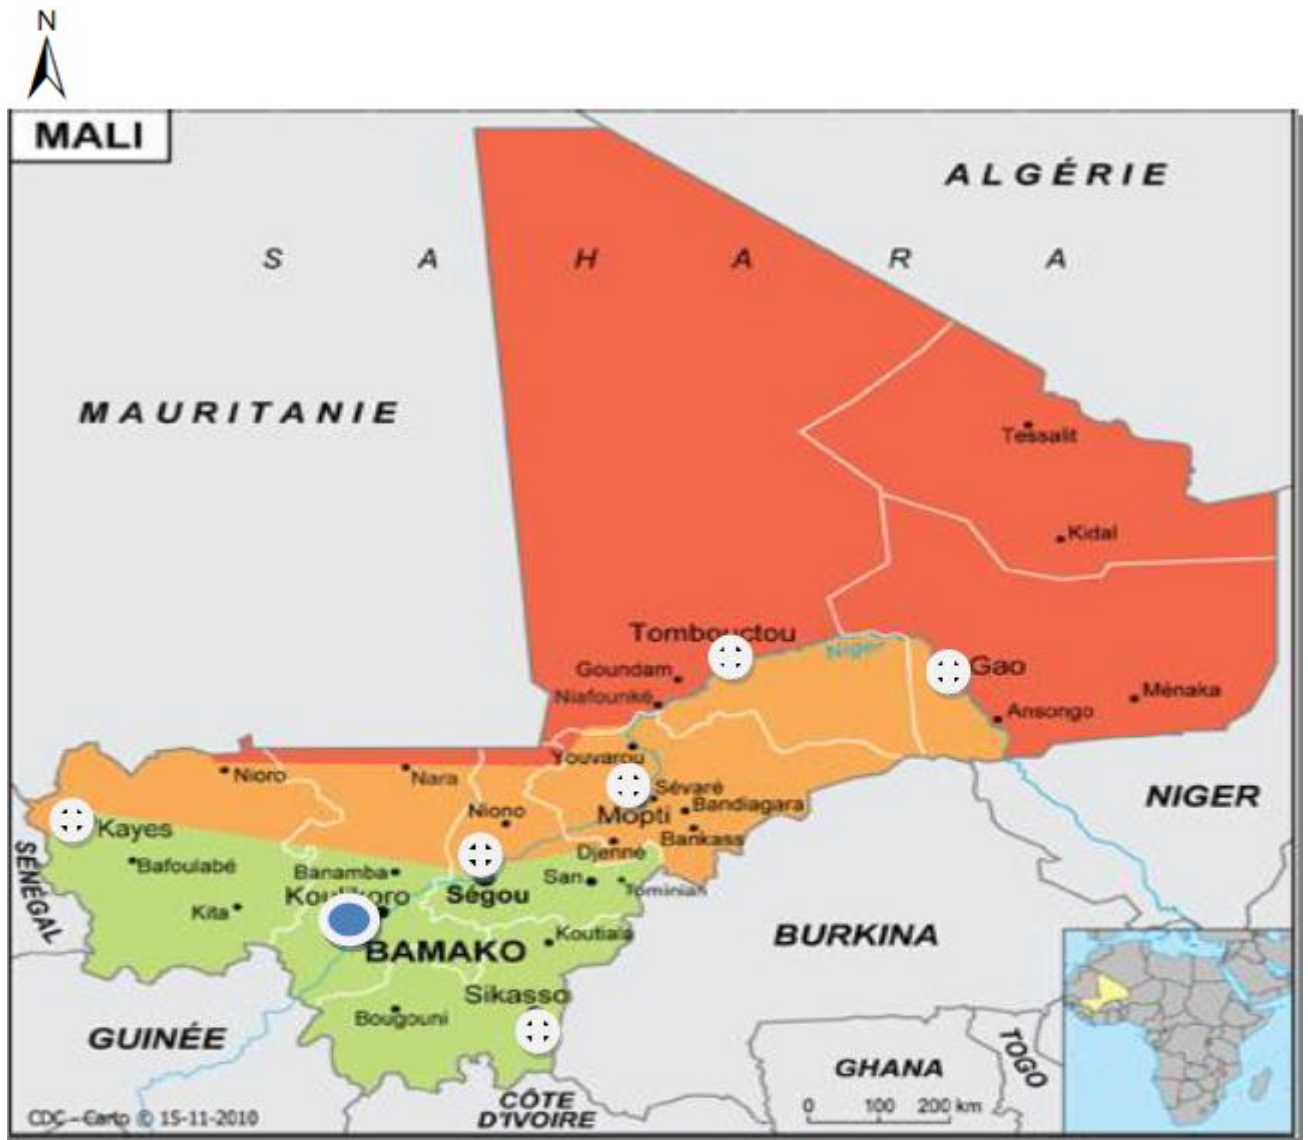 N
MALI
ALGÉRIE
S A H A R A
MAURITANIE
Tessalit
Kidal
Tombouctou
Niger
Goundam
Gao
Niafounké
Ménaka
Ansongo
Youvarou
Nioro
Nara
Sévaré
NIGER
Niono
Mopti
Bandiagara
Kayes
Bankass
SÉNÉGAL
Djenné
Bafoulabé
Banamba
San
Tominian
Koulikoro
Ségou
Kita
BAMAKO
Koutiala
BURKINA
Sikasso
Bougouni
GUINÉE
GHANA
TOGO
CÔTE
D'IVOIRE
0 100 200 km
CDC - Carto © 15-11-2010